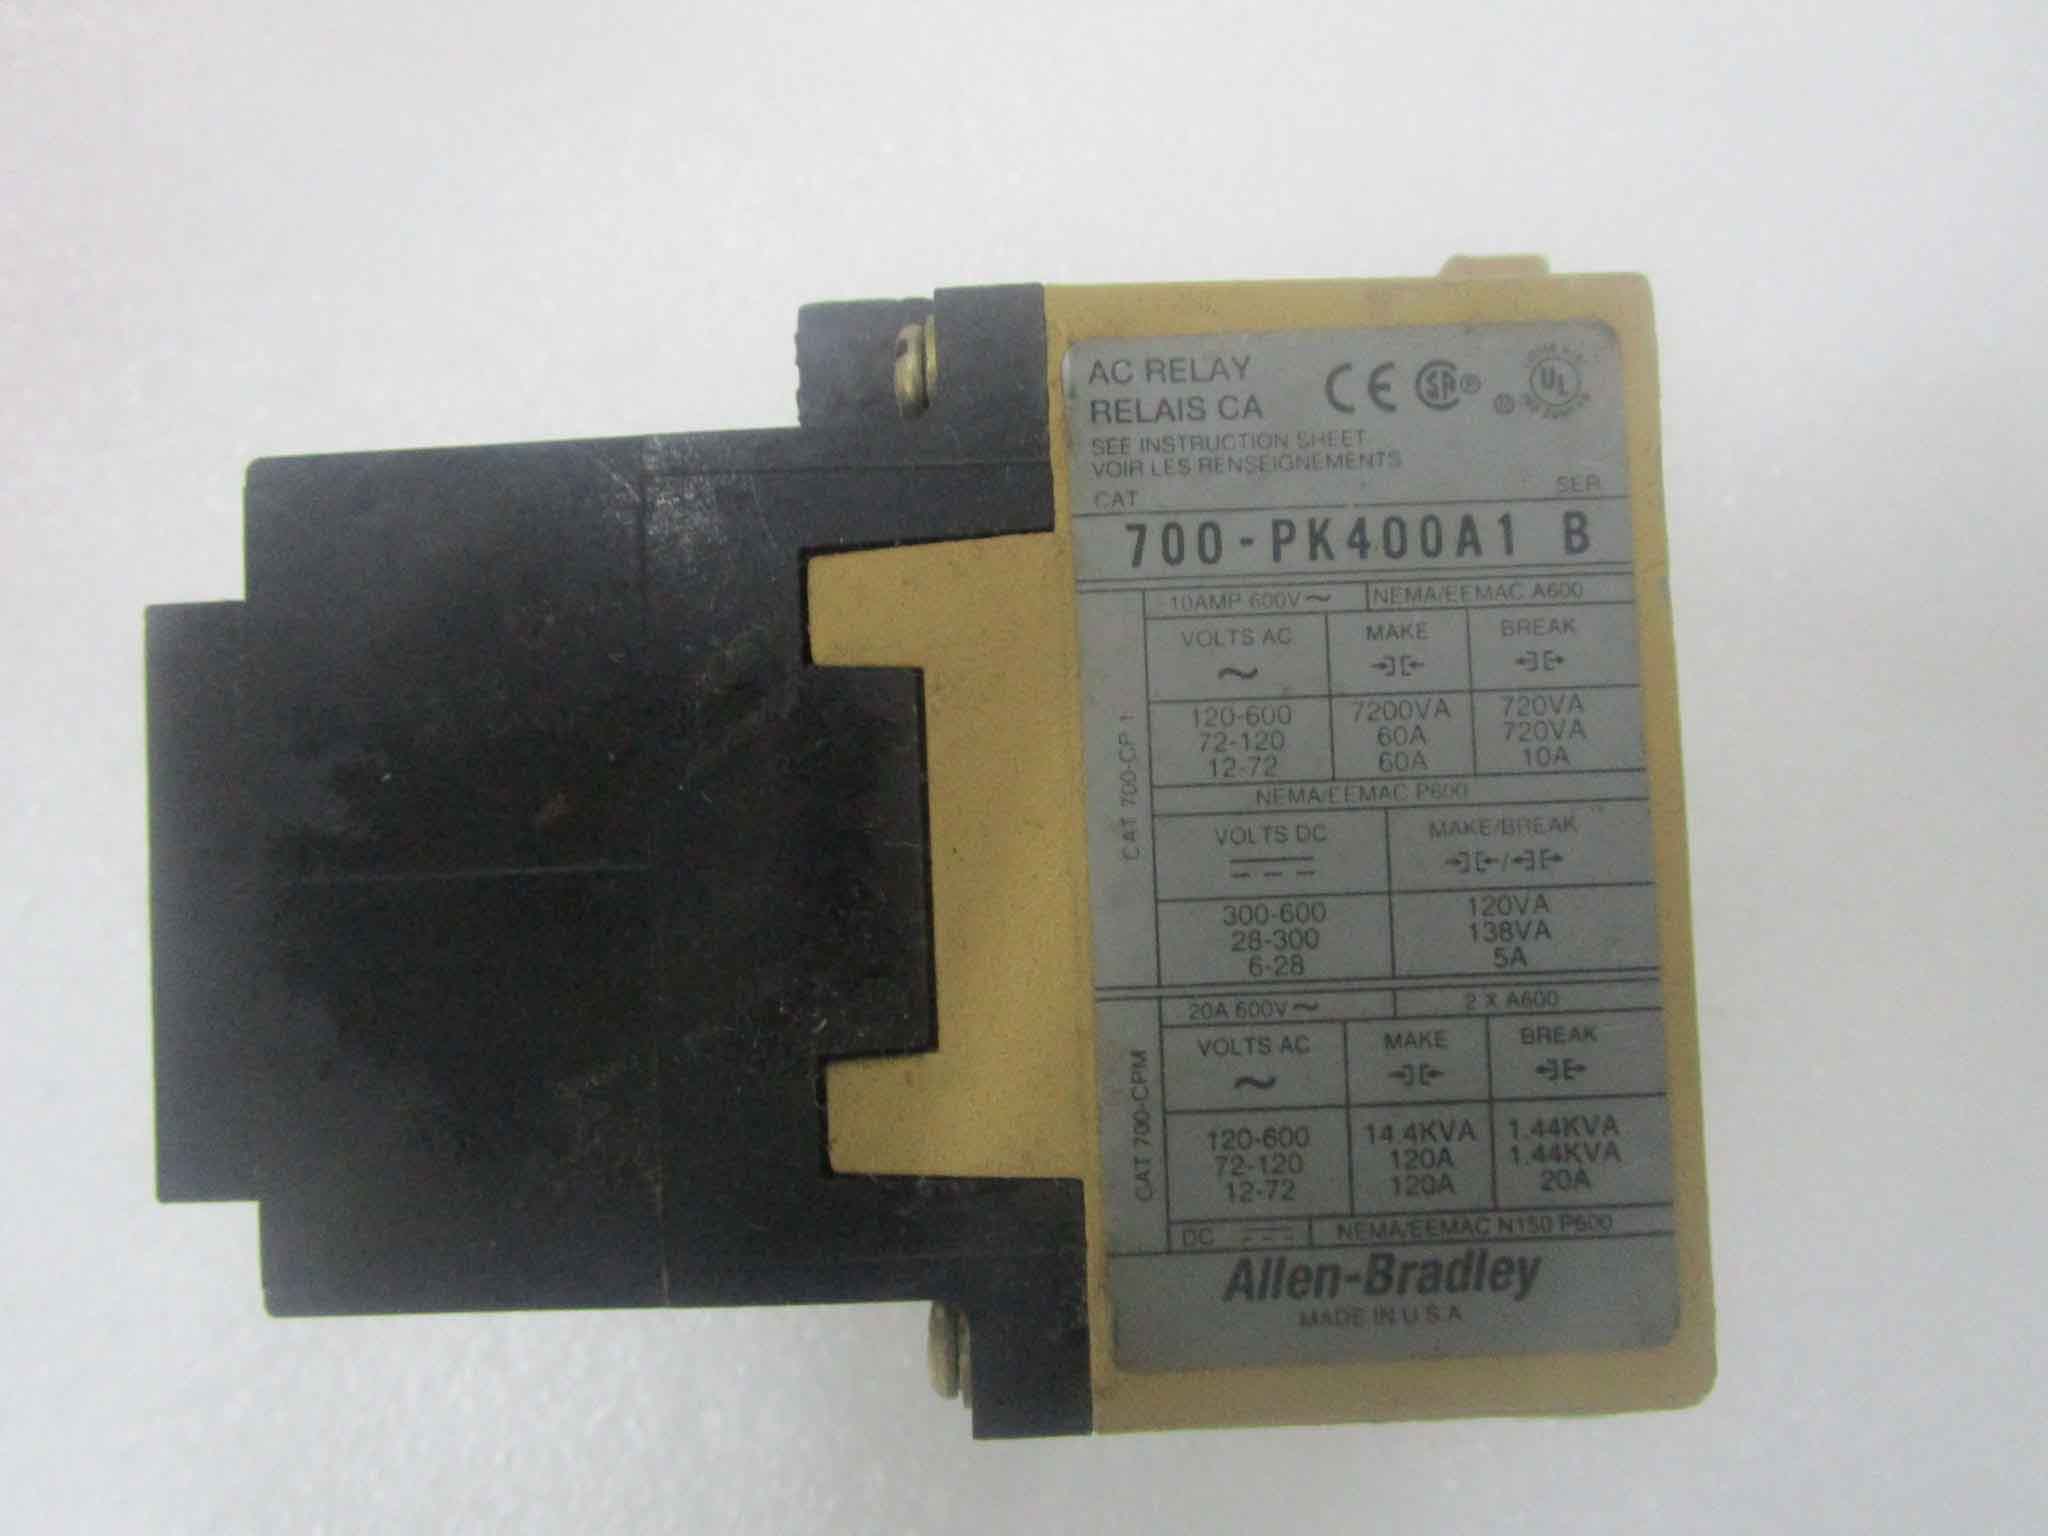 AC RELAY
RELAIS CA
CE SA ® ® UL
SEE INSTRUCTION SHEET
VOIR LES RENSEIGNEMENTS
CAT SER
700-PK400A1 B
CAT 700-CP1
10AMP 600V~ NEMA/EEMAC A600
VOLTS AC MAKE BREAK
~
120-600 7200VA 720VA
72-120 60A 720VA
12-72 60A 10A
NEMA/EEMAC P600
VOLTS DC MAKE/BREAK
300-600 120VA
28-300 138VA
6-28 5A
CAT 700-CPM
20A 600V~ 2 X A600
VOLTS AC MAKE BREAK
~
120-600 14.4KVA 1.44KVA
72-120 120A 1.44KVA
12-72 120A 20A
DC NEMA/EEMAC N150 P600
Allen-Bradley
MADE IN U.S.A